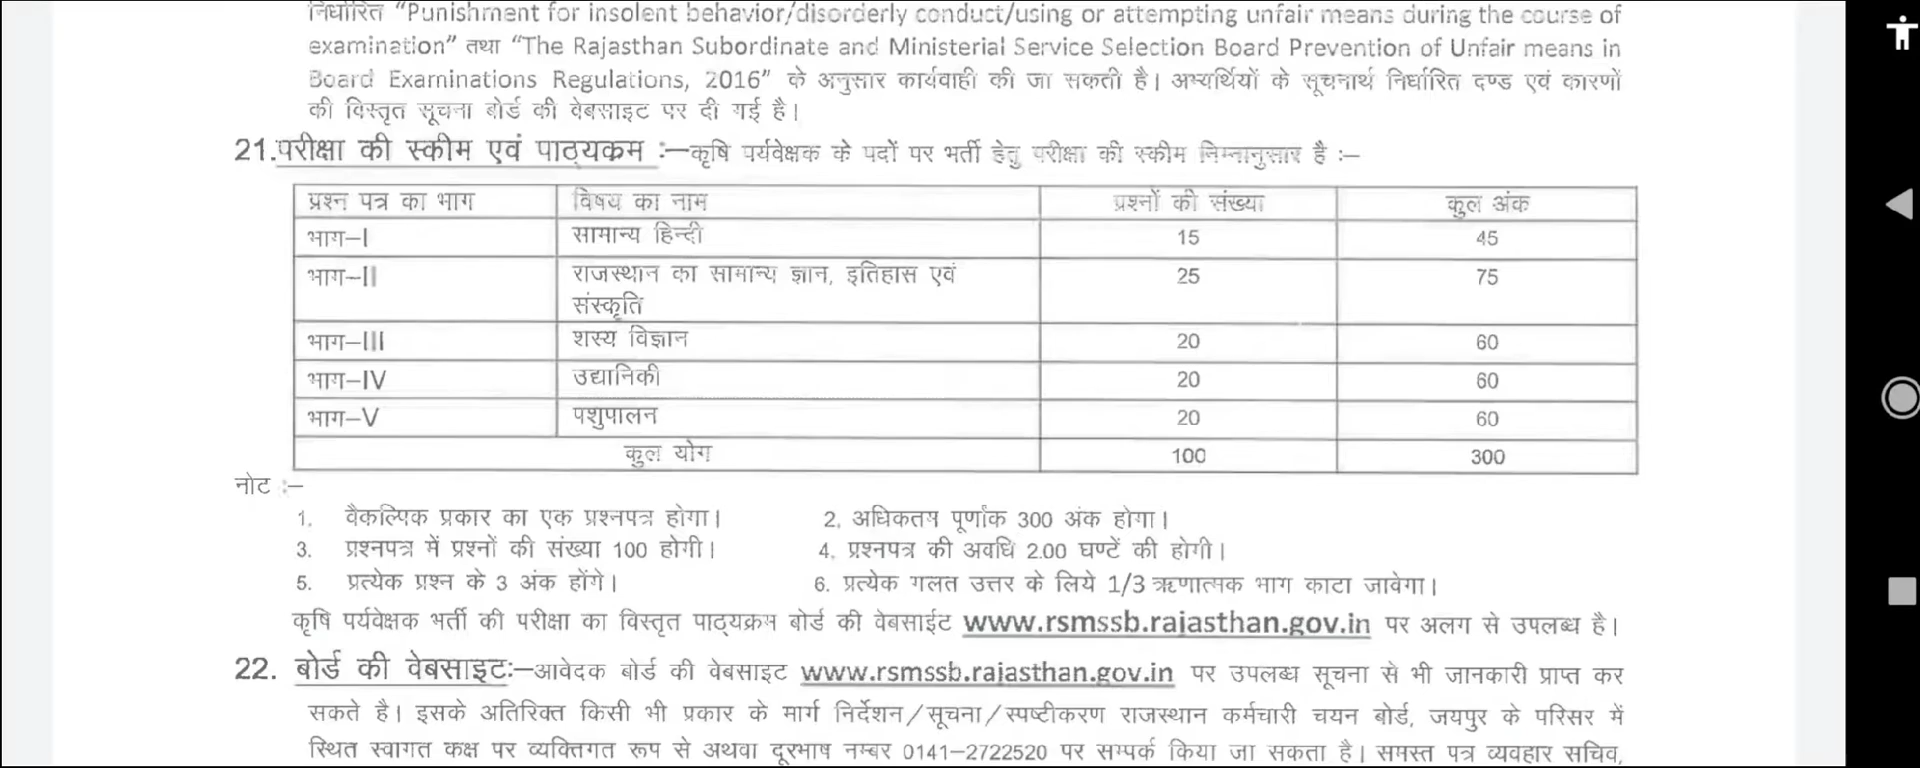 निर्धारित “Punishment for insolent behavior/disorderly conduct/using or attempting unfair means during the course of
examination” तथा “The Rajasthan Subordinate and Ministerial Service Selection Board Prevention of Unfair means in
Board Examinations Regulations, 2016” के अनुसार कार्यवाही की जा सकती है। अभ्यर्थियों के सूचनार्थ निर्धारित दण्ड एवं कारणों
की विस्तृत सूचना बोर्ड की वेबसाइट पर दी गई है।
21.परीक्षा की स्कीम एवं पाठ्यक्रम :–कृषि पर्यवेक्षक के पदों पर भर्ती हेतु परीक्षा की स्कीम निम्नानुसार है :–
प्रश्न पत्र का भाग विषय का नाम प्रश्नों की संख्या कुल अंक
भाग–I सामान्य हिन्दी 15 45
भाग–II राजस्थान का सामान्य ज्ञान, इतिहास एवं 25 75
संस्कृति
भाग–III शस्य विज्ञान 20 60
भाग–IV उद्यानिकी 20 60
भाग–V पशुपालन 20 60
कुल योग 100 300
नोट :–
1. वैकल्पिक प्रकार का एक प्रश्नपत्र होगा। 2. अधिकतम पूर्णांक 300 अंक होगा।
3. प्रश्नपत्र में प्रश्नों की संख्या 100 होगी। 4. प्रश्नपत्र की अवधि 2.00 घण्टें की होगी।
5. प्रत्येक प्रश्न के 3 अंक होंगे। 6. प्रत्येक गलत उत्तर के लिये 1/3 ऋणात्मक भाग काटा जावेगा।
कृषि पर्यवेक्षक भर्ती की परीक्षा का विस्तृत पाठ्यक्रम बोर्ड की वेबसाईट www.rsmssb.rajasthan.gov.in पर अलग से उपलब्ध है।
22. बोर्ड की वेबसाइटः–आवेदक बोर्ड की वेबसाइट www.rsmssb.rajasthan.gov.in पर उपलब्ध सूचना से भी जानकारी प्राप्त कर
सकते है। इसके अतिरिक्त किसी भी प्रकार के मार्ग निर्देशन/सूचना/स्पष्टीकरण राजस्थान कर्मचारी चयन बोर्ड, जयपुर के परिसर में
स्थित स्वागत कक्ष पर व्यक्तिगत रूप से अथवा दूरभाष नम्बर 0141–2722520 पर सम्पर्क किया जा सकता है। समस्त पत्र व्यवहार सचिव,